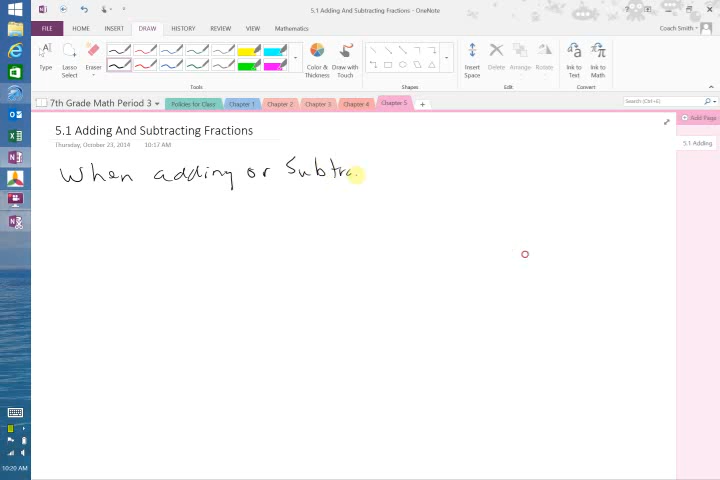 5.1 Adding And Subtracting Fractions - OneNote
FILE HOME INSERT DRAW HISTORY REVIEW VIEW Mathematics
Coach Smith
Type Lasso Select Eraser Color & Thickness Draw with Touch Insert Space Delete Arrange Rotate Ink to Text Ink to Math
Tools Shapes Edit Convert
7th Grade Math Period 3 Policies for Class Chapter 1 Chapter 2 Chapter 3 Chapter 4 Chapter 5 Search (Ctrl+E)
Add Page
5.1 Adding And Subtracting Fractions
5.1 Adding
Thursday, October 23, 2014 10:17 AM
When adding or Subtra
10:20 AM